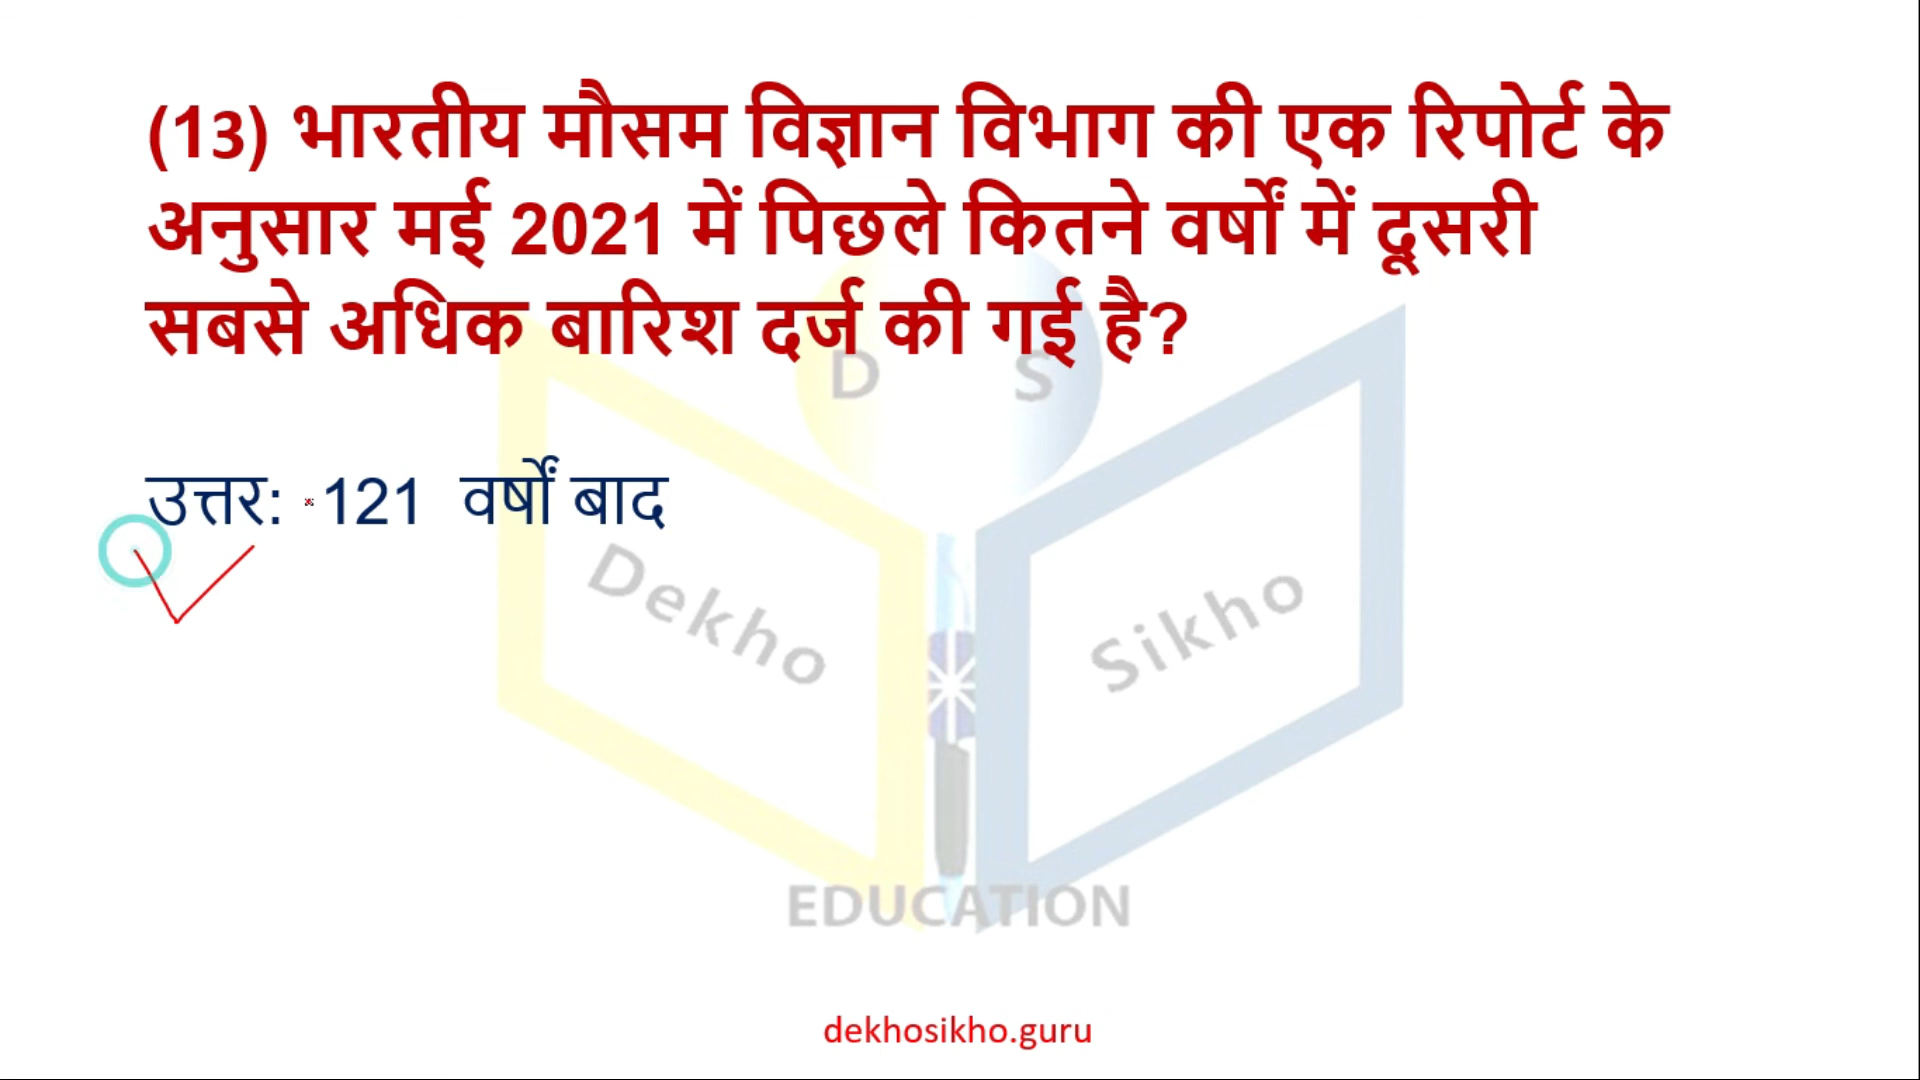 (13) भारतीय मौसम विज्ञान विभाग की एक रिपोर्ट के
अनुसार मई 2021 में पिछले कितने वर्षों में दूसरी
सबसे अधिक बारिश दर्ज की गई है?
D S
उत्तर: 121 वर्षों बाद
Dekho Sikho
EDUCATION
dekhosikho.guru